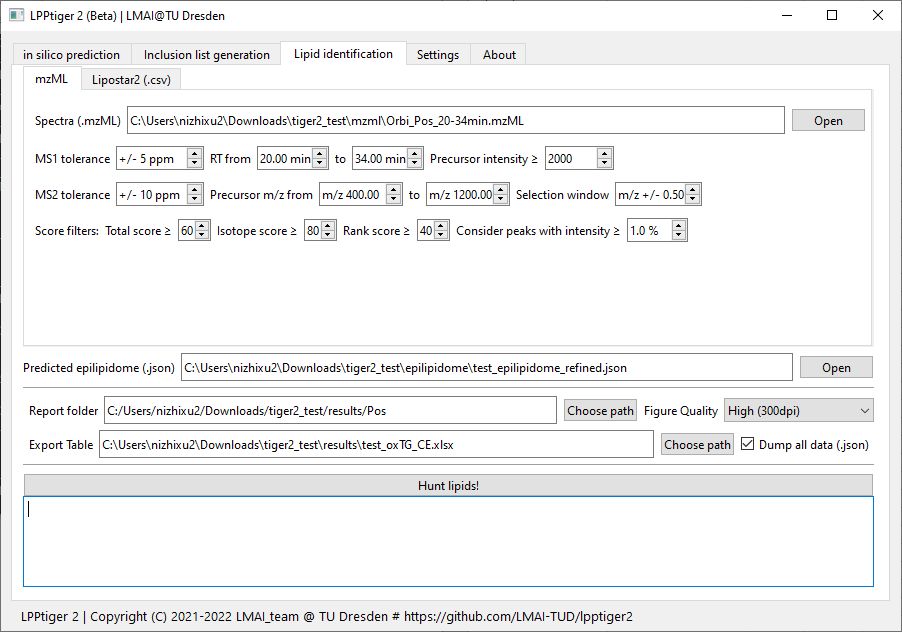 LPPtiger 2 (Beta) | LMAI@TU Dresden
in silico prediction Inclusion list generation Lipid identification Settings About
mzML Lipostar2 (.csv)
Spectra (.mzML) C:\Users\nizhixu2\Downloads\tiger2_test\mzml\Orbi_Pos_20-34min.mzML Open
MS1 tolerance +/- 5 ppm RT from 20.00 min to 34.00 min Precursor intensity ≥ 2000
MS2 tolerance +/- 10 ppm Precursor m/z from m/z 400.00 to m/z 1200.00 Selection window m/z +/- 0.50
Score filters: Total score ≥ 60 Isotope score ≥ 80 Rank score ≥ 40 Consider peaks with intensity ≥ 1.0 %
Predicted epilipidome (.json) C:\Users\nizhixu2\Downloads\tiger2_test\epilipidome\test_epilipidome_refined.json Open
Report folder C:/Users/nizhixu2/Downloads/tiger2_test/results/Pos Choose path Figure Quality High (300dpi)
Export Table C:\Users\nizhixu2\Downloads\tiger2_test\results\test_oxTG_CE.xlsx Choose path Dump all data (.json)
Hunt lipids!
LPPtiger 2 | Copyright (C) 2021-2022 LMAI_team @ TU Dresden # https://github.com/LMAI-TUD/lpptiger2